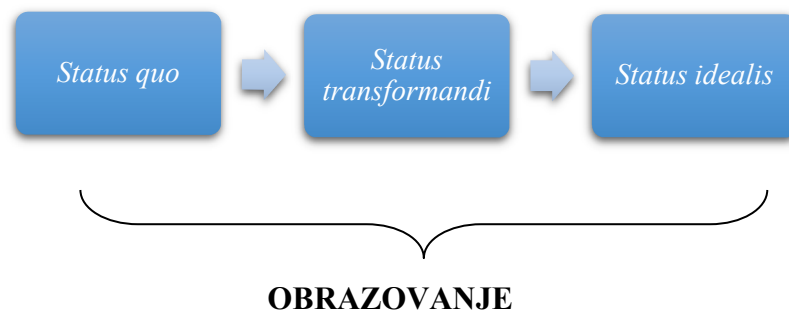 Status quo
Status
transformandi
Status idealis
OBRAZOVANJE